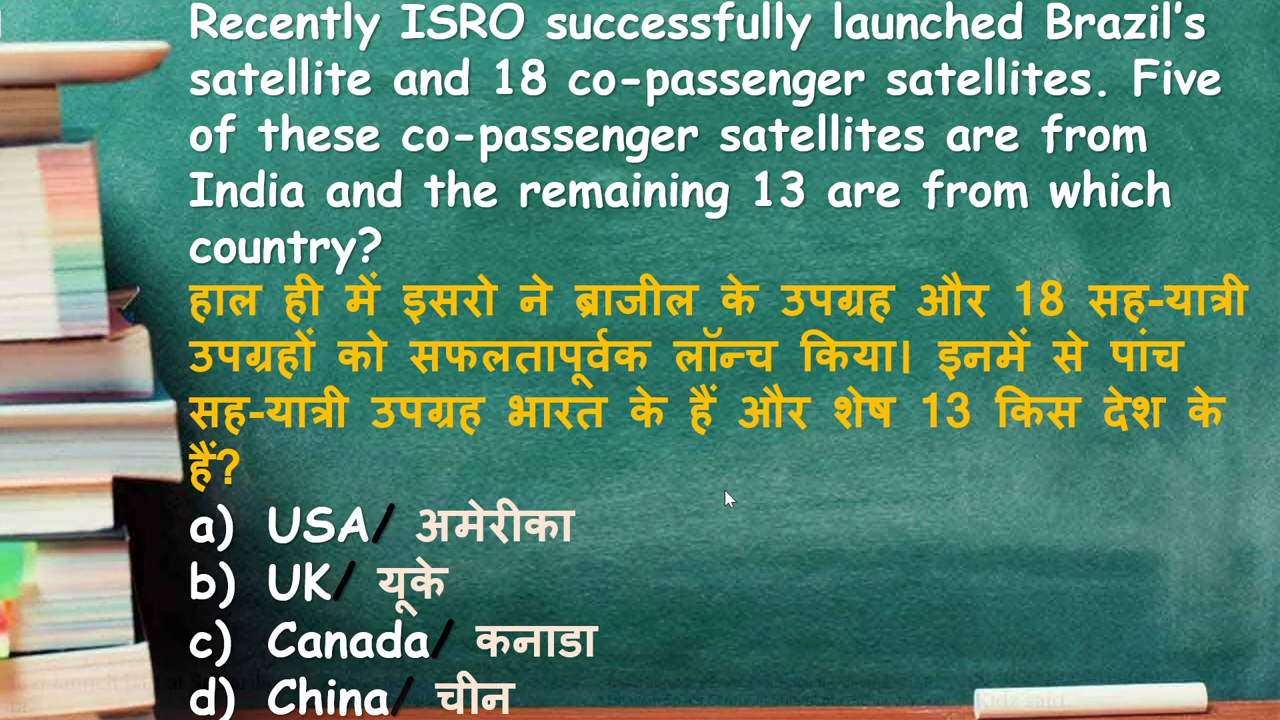 Recently ISRO successfully launched Brazil's
satellite and 18 co-passenger satellites. Five
of these co-passenger satellites are from
India and the remaining 13 are from which
country?
हाल ही में इसरो ने ब्राजील के उपग्रह और 18 सह-यात्री
उपग्रहों को सफलतापूर्वक लॉन्च किया। इनमें से पांच
सह-यात्री उपग्रह भारत के हैं और शेष 13 किस देश के
हैं?
a) USA/ अमेरीका
b) UK/ यूके
c) Canada/ कनाडा
d) China/ चीन